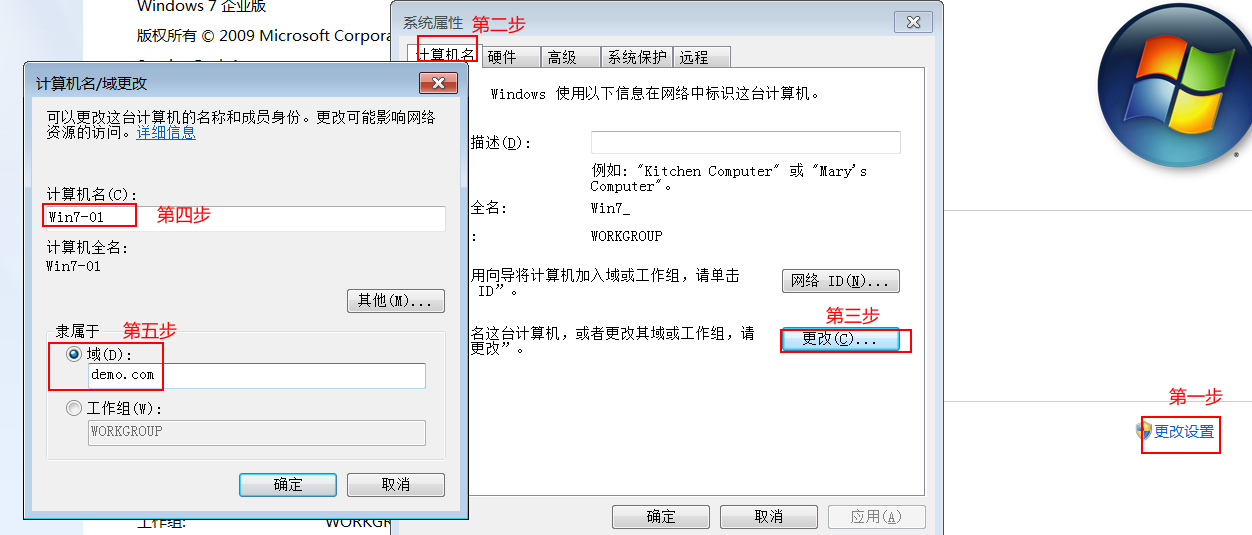 Windows 7 企业版
版权所有 © 2009 Microsoft Corpora
系统属性
第二步
计算机名
硬件
高级
系统保护
远程
Windows 使用以下信息在网络中标识这台计算机。
描述(D):
例如: "Kitchen Computer" 或 "Mary's
Computer"。
全名:
Win7_
:
WORKGROUP
用向导将计算机加入域或工作组，请单击
ID”。
网络 ID(N)...
第三步
名这台计算机，或者更改其域或工作组，请
更改”。
更改(C)...
确定
取消
应用(A)
计算机名/域更改
可以更改这台计算机的名称和成员身份。更改可能影响网络
资源的访问。详细信息
计算机名(C):
Win7-01
第四步
计算机全名:
Win7-01
其他(M)...
隶属于
第五步
域(D):
demo.com
工作组(W):
WORKGROUP
确定
取消
第一步
更改设置
工作组:
WORKGR